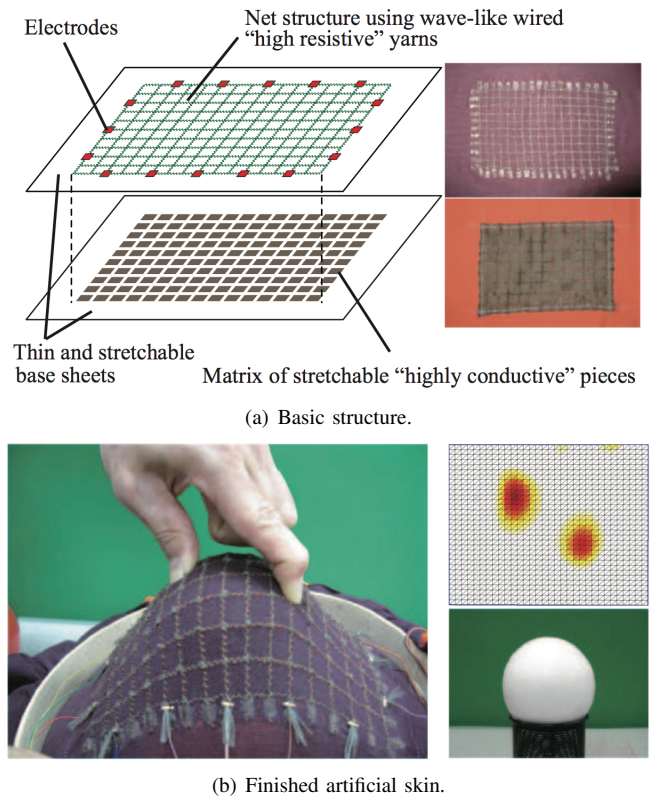 Electrodes
Net structure using wave-like wired
“high resistive” yarns
Thin and stretchable
base sheets
Matrix of stretchable “highly conductive” pieces
(a) Basic structure.
(b) Finished artificial skin.